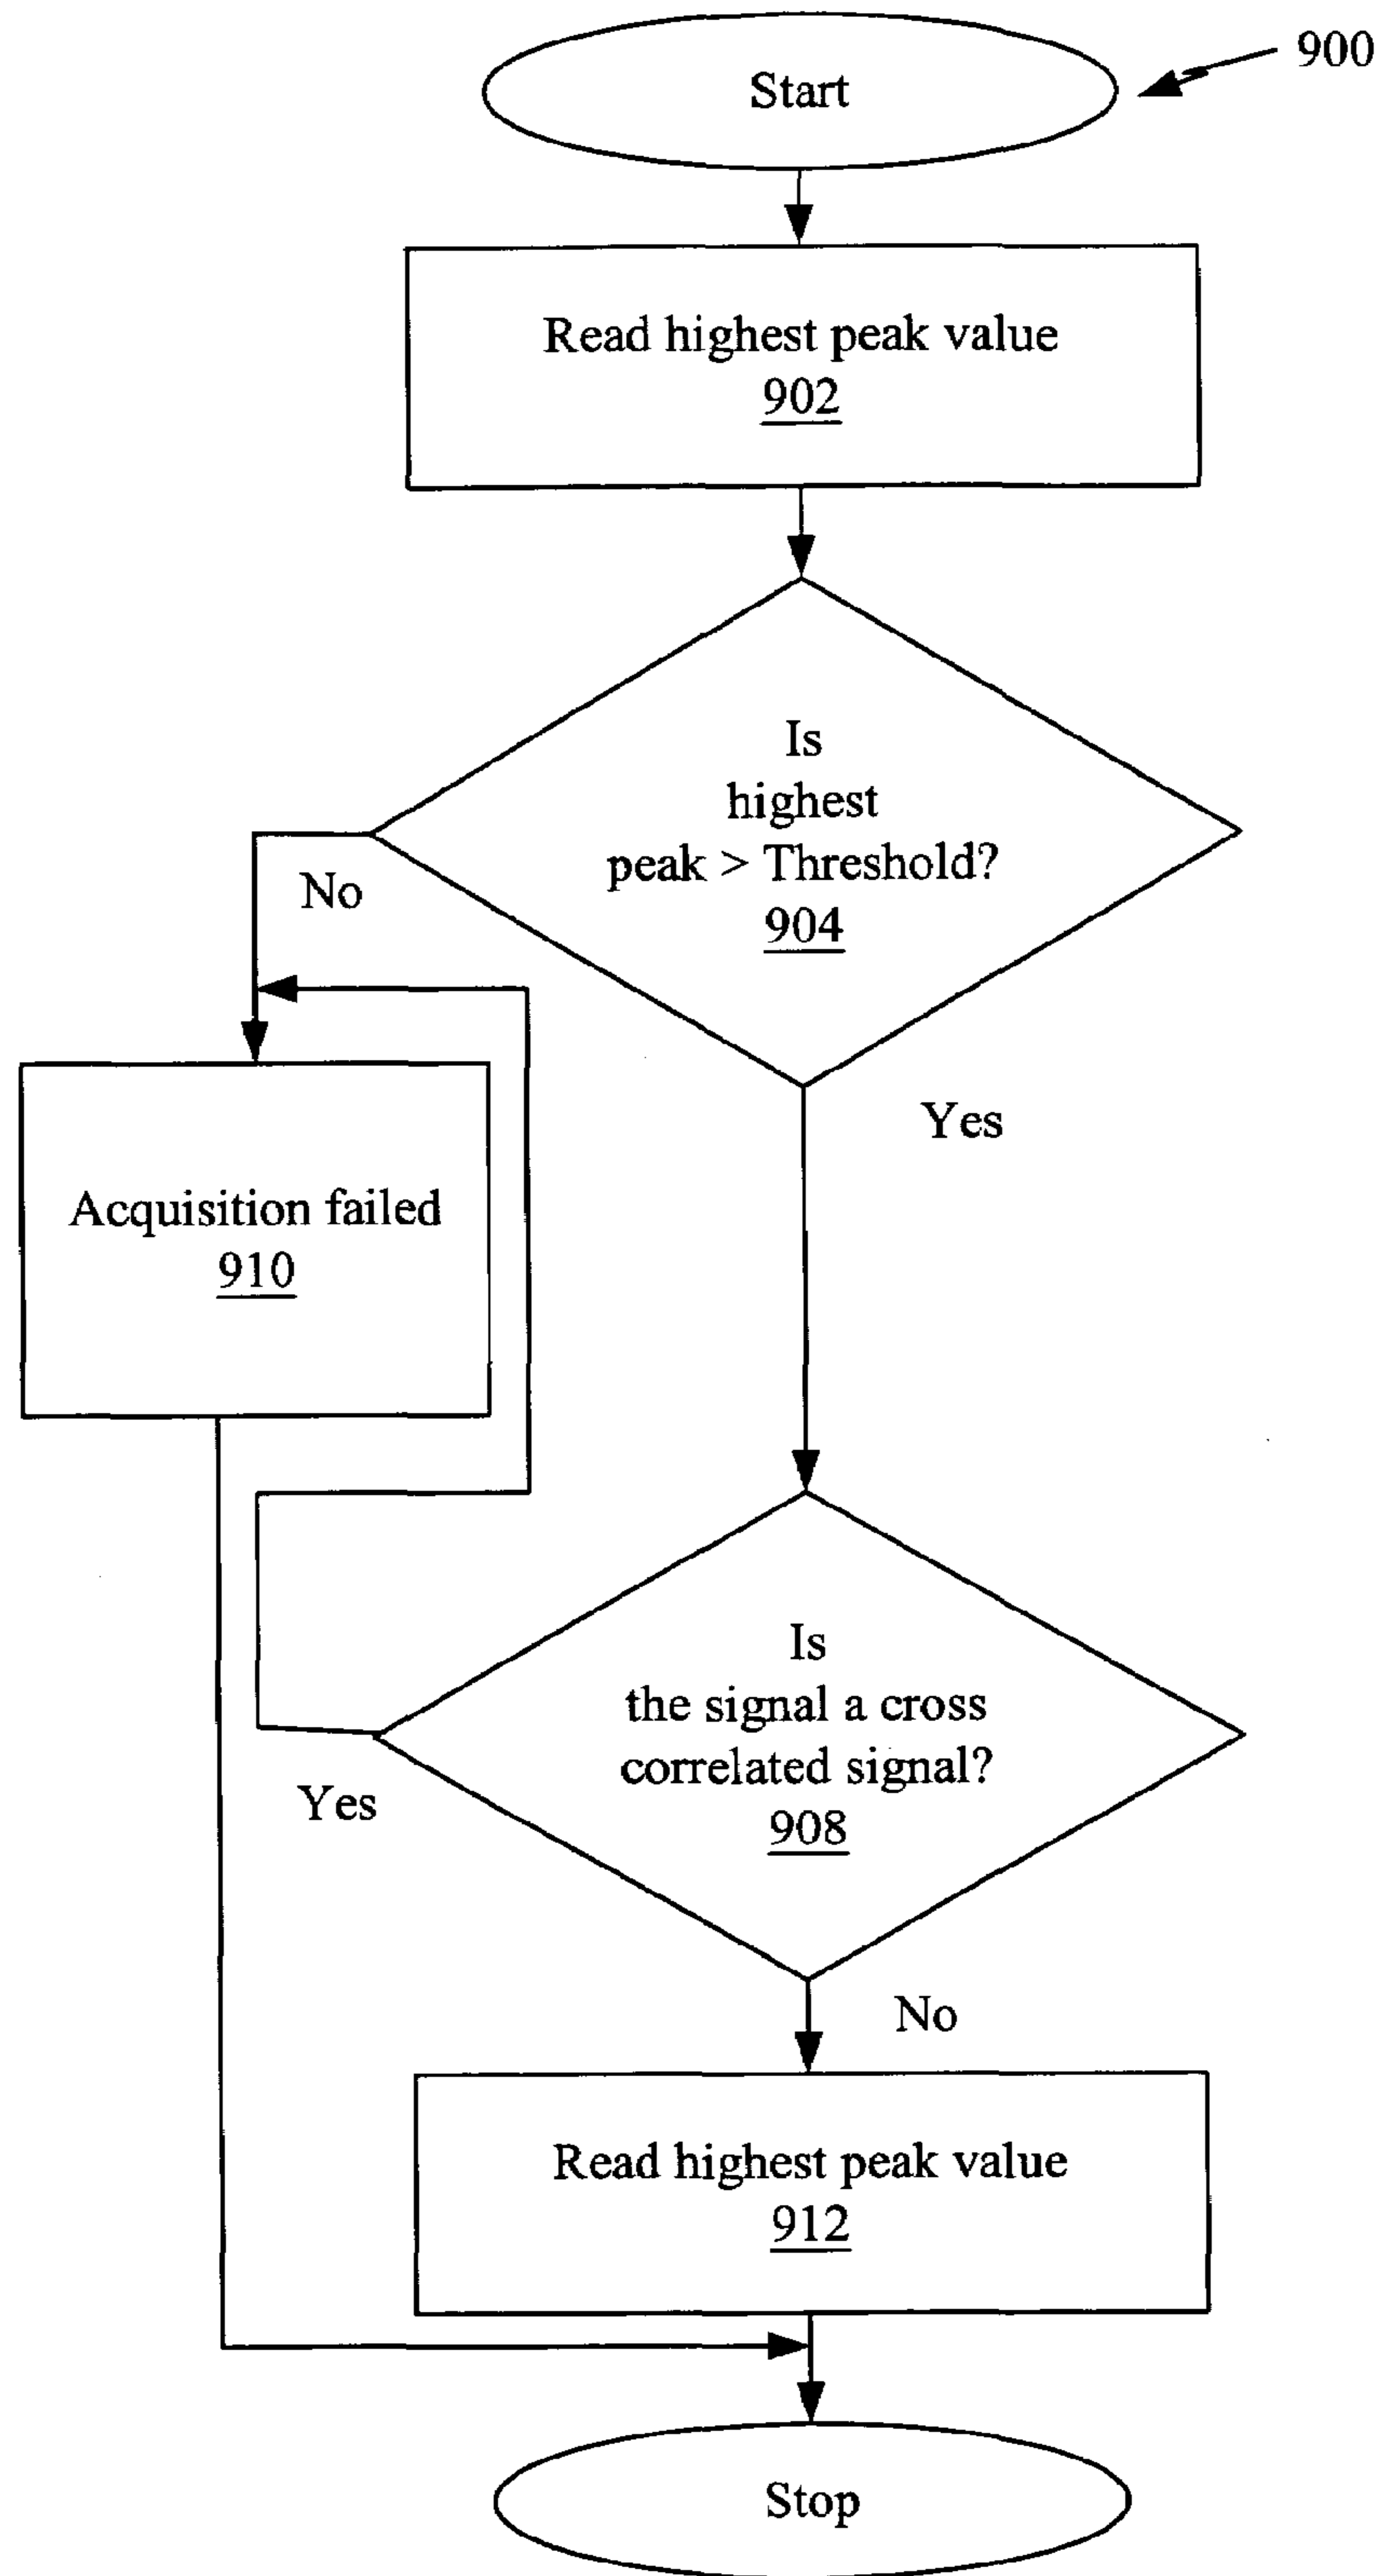 900
Start
Read highest peak value
902
Is
highest
peak > Threshold?
904
No
Yes
Acquisition failed
910
Is
the signal a cross
correlated signal?
908
Yes
No
Read highest peak value
912
Stop